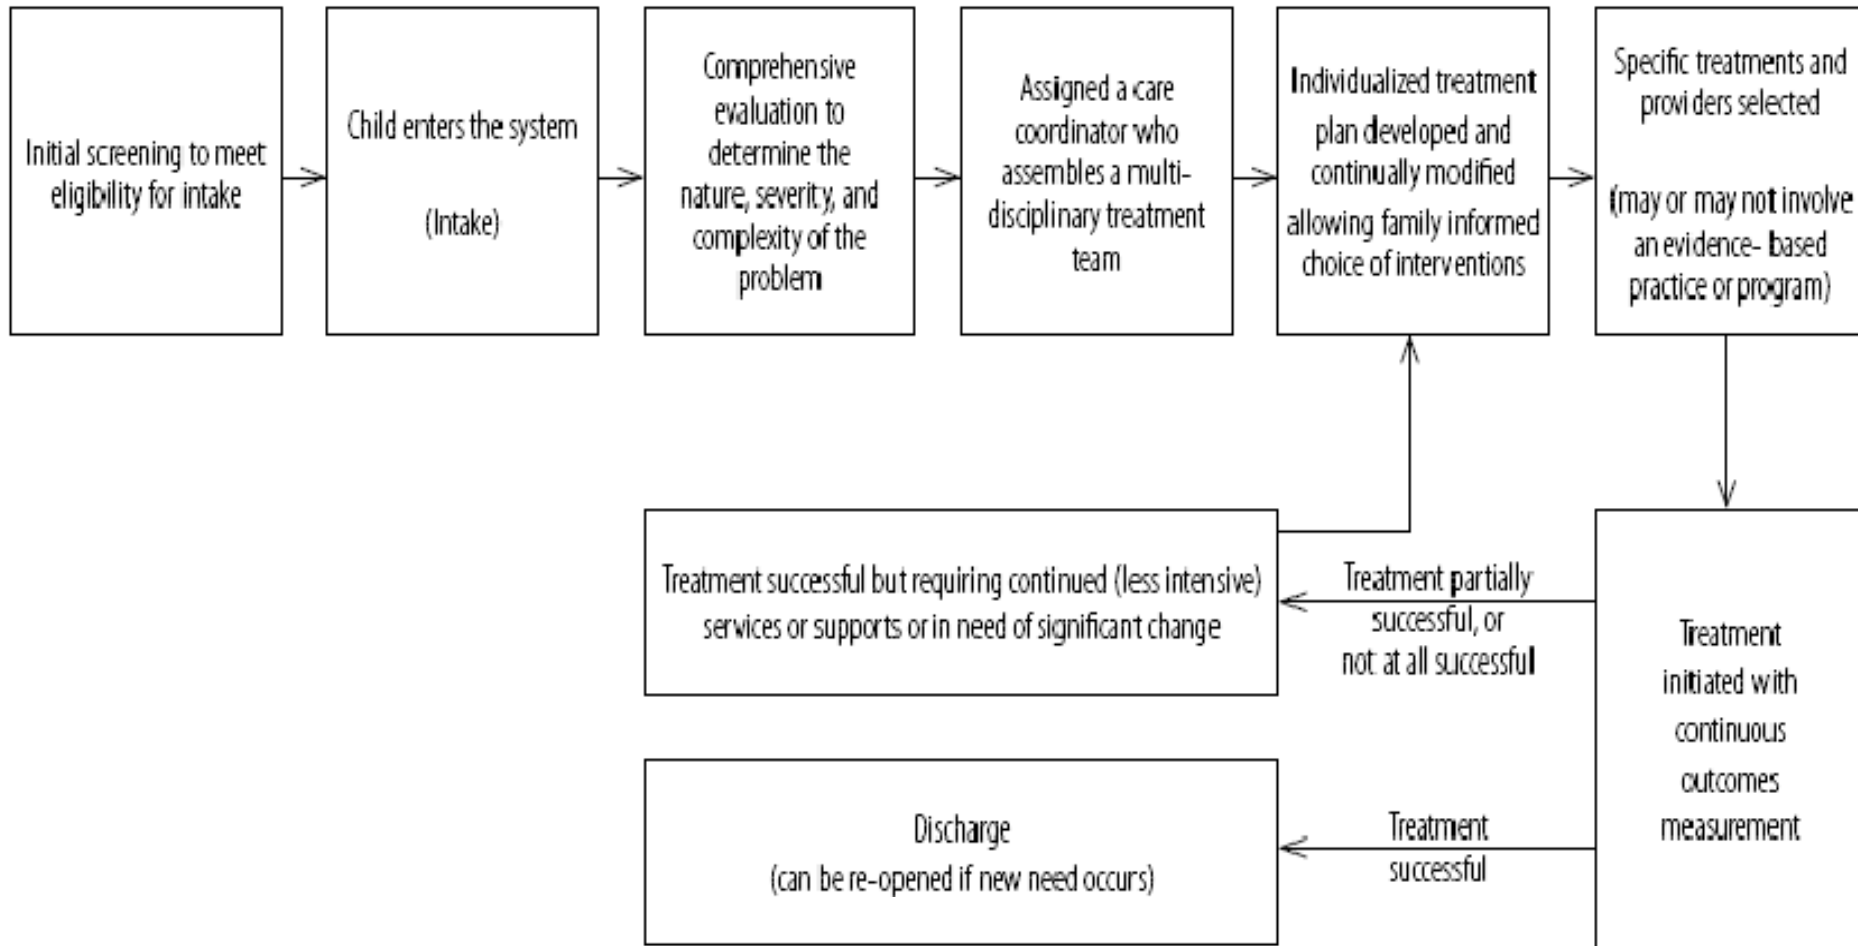 Initial screening to meet
eligibility for intake
Child enters the system
(Intake)
Comprehensive
evaluation to
determine the
nature, severity, and
complexity of the
problem
Assigned a care
coordinator who
assembles a multi-
disciplinary treatment
team
Individualized treatment
plan developed and
continually modified
allowing family informed
choice of interventions
Specific treatments and
providers selected
(may or may not involve
an evidence- based
practice or program)
Treatment successful but requiring continued (less intensive)
services or supports or in need of significant change
Treatment partially
successful, or
not at all successful
Treatment
initiated with
continuous
outcomes
measurement
Discharge
(can be re-opened if new need occurs)
Treatment
successful